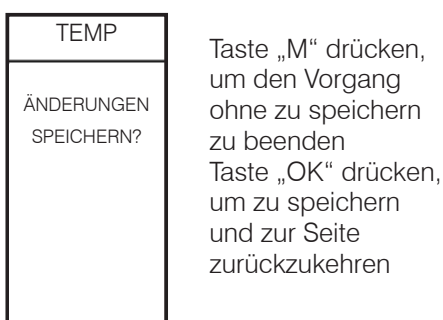 TEMP
ÄNDERUNGEN
SPEICHERN?
Taste „M“ drücken,
um den Vorgang
ohne zu speichern
zu beenden
Taste „OK“ drücken,
um zu speichern
und zur Seite
zurückzukehren